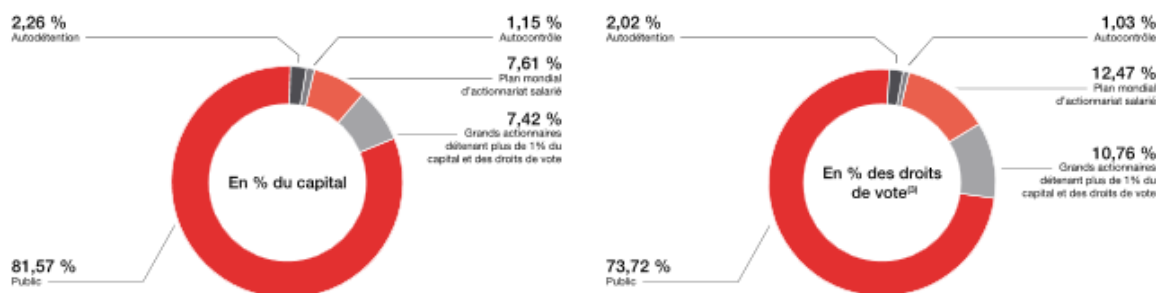 2,26 %
Autodétention
1,15 %
Autocontrôle
7,61 %
Plan mondial
d'actionnariat salarié
7,42 %
Grands actionnaires
détenant plus de 1% du
capital et des droits de vote
En % du capital
81,57 %
Public
2,02 %
Autodétention
1,03 %
Autocontrôle
12,47 %
Plan mondial
d'actionnariat salarié
10,76 %
Grands actionnaires
détenant plus de 1% du
capital et des droits de vote
En % des droits
de vote(3)
73,72 %
Public